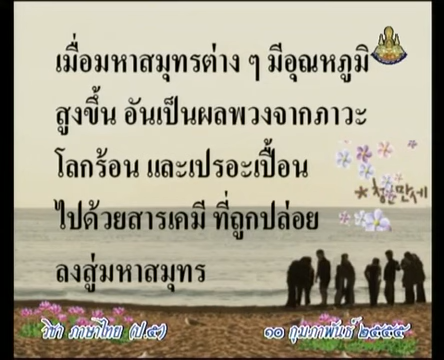 เมื่อมหาสมุทรต่าง ๆ มีอุณหภูมิ
สูงขึ้น อันเป็นผลพวงจากภาวะ
โลกร้อน และเปรอะเปื้อน
ไปด้วยสารเคมี ที่ถูกปล่อย
ลงสู่มหาสมุทร
วิชา ภาษาไทย (ป.๕)
๑๐ กุมภาพันธ์ ๒๕๕๕